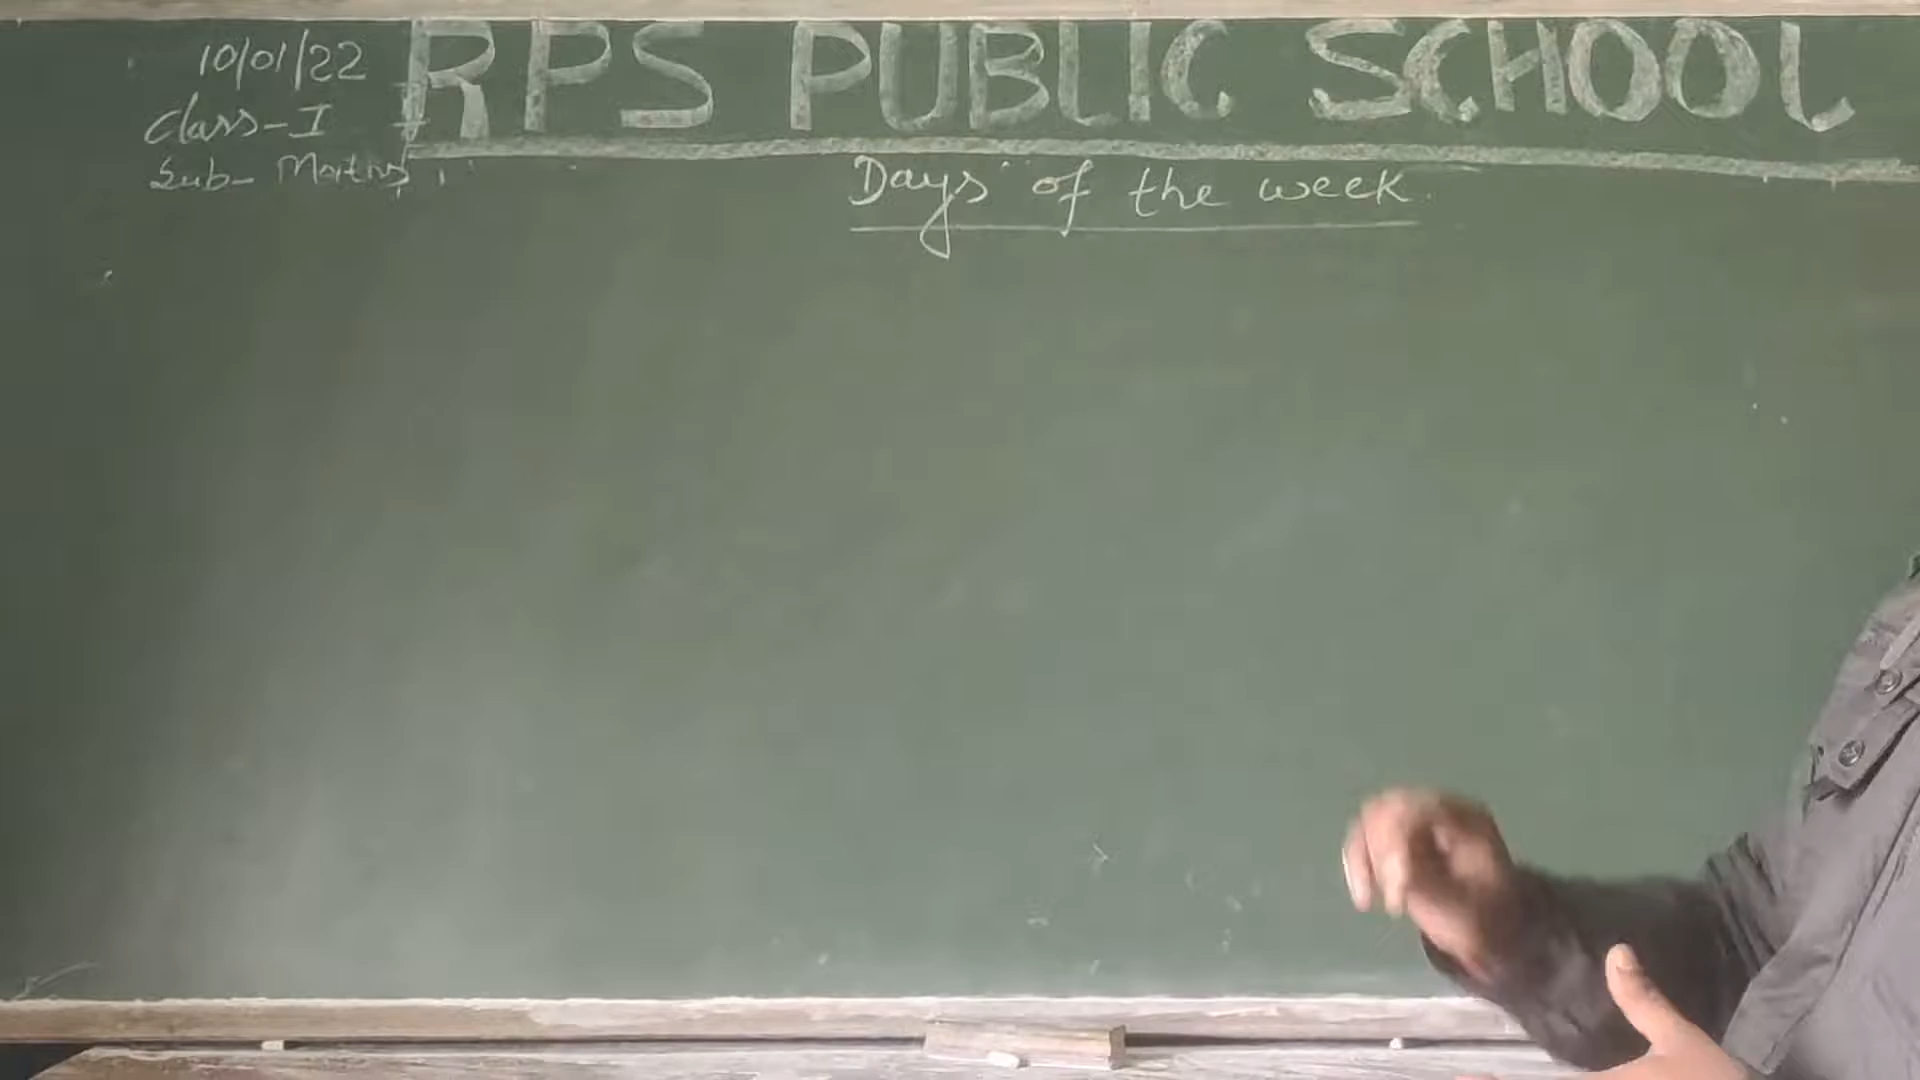 RPS PUBLIC SCHOOL
10/01/22
Class-I
Sub- Maths
Days of the week.